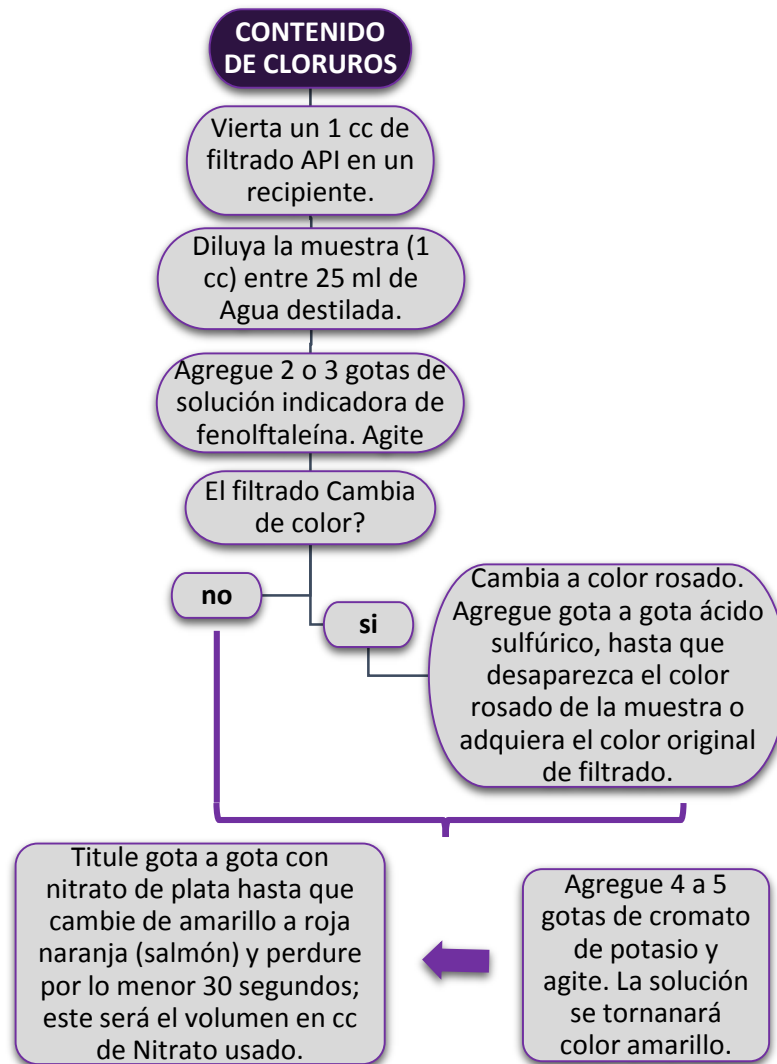 CONTENIDO
DE CLORUROS
Vierta un 1 cc de
filtrado API en un
recipiente.
Diluya la muestra (1
cc) entre 25 ml de
Agua destilada.
Agregue 2 o 3 gotas de
solución indicadora de
fenolftaleína. Agite
El filtrado Cambia
de color?
no
si
Cambia a color rosado.
Agregue gota a gota ácido
sulfúrico, hasta que
desaparezca el color
rosado de la muestra o
adquiera el color original
de filtrado.
Agregue 4 a 5
gotas de cromato
de potasio y
agite. La solución
se tornanará
color amarillo.
Titule gota a gota con
nitrato de plata hasta que
cambie de amarillo a roja
naranja (salmón) y perdure
por lo menor 30 segundos;
este será el volumen en cc
de Nitrato usado.